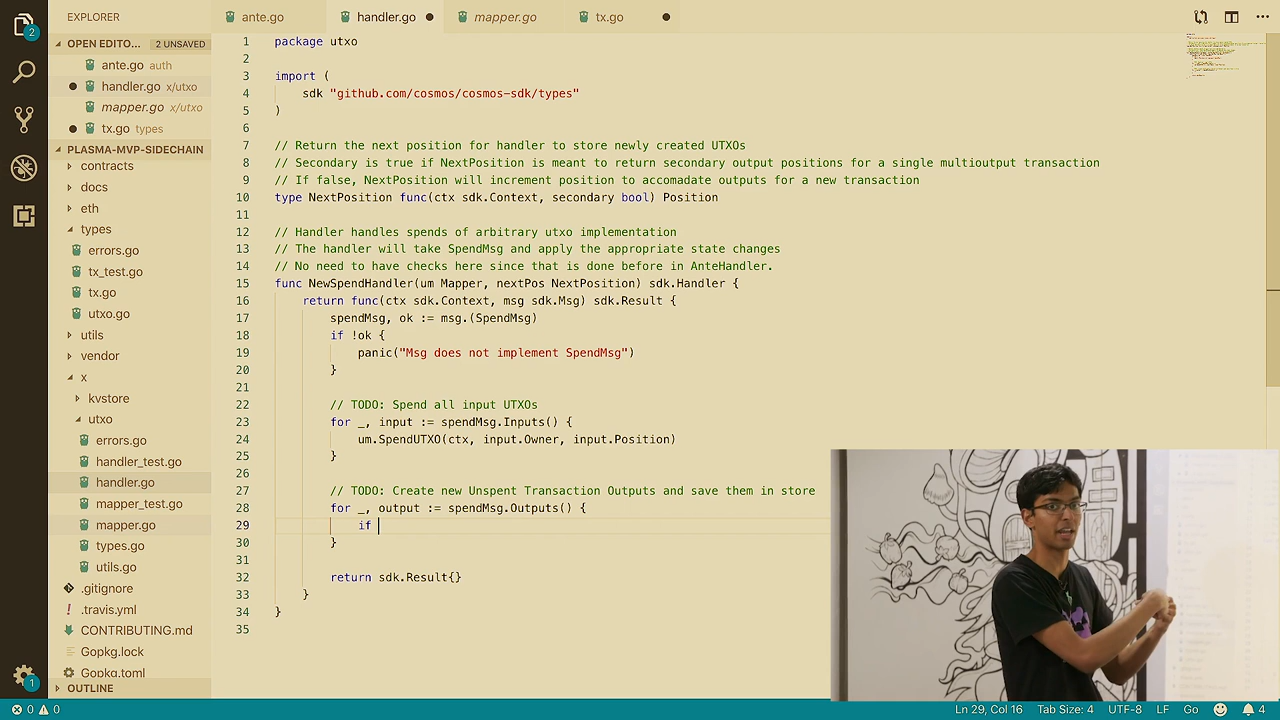 EXPLORER
ante.go
handler.go
mapper.go
tx.go
OPEN EDITO...
2 UNSAVED
ante.go auth
handler.go x/utxo
mapper.go x/utxo
tx.go types
PLASMA-MVP-SIDECHAIN
contracts
docs
eth
types
errors.go
tx_test.go
tx.go
utxo.go
utils
vendor
x
kvstore
utxo
errors.go
handler_test.go
handler.go
mapper_test.go
mapper.go
types.go
utils.go
.gitignore
.travis.yml
CONTRIBUTING.md
Gopkg.lock
Gopkg.toml
OUTLINE
2
1
1 package utxo
2
3 import (
4 sdk "github.com/cosmos/cosmos-sdk/types"
5 )
6
7 // Return the next position for handler to store newly created UTXOs
8 // Secondary is true if NextPosition is meant to return secondary output positions for a single multioutput transaction
9 // If false, NextPosition will increment position to accomadate outputs for a new transaction
10 type NextPosition func(ctx sdk.Context, secondary bool) Position
11
12 // Handler handles spends of arbitrary utxo implementation
13 // The handler will take SpendMsg and apply the appropriate state changes
14 // No need to have checks here since that is done before in AnteHandler.
15 func NewSpendHandler(um Mapper, nextPos NextPosition) sdk.Handler {
16 return func(ctx sdk.Context, msg sdk.Msg) sdk.Result {
17 spendMsg, ok := msg.(SpendMsg)
18 if !ok {
19 panic("Msg does not implement SpendMsg")
20 }
21
22 // TODO: Spend all input UTXOs
23 for _, input := spendMsg.Inputs() {
24 um.SpendUTXO(ctx, input.Owner, input.Position)
25 }
26
27 // TODO: Create new Unspent Transaction Outputs and save them in store
28 for _, output := spendMsg.Outputs() {
29 if
30 }
31
32 return sdk.Result{}
33 }
34 }
35
0 0
Ln 29, Col 16
Tab Size: 4
UTF-8
LF
Go
4